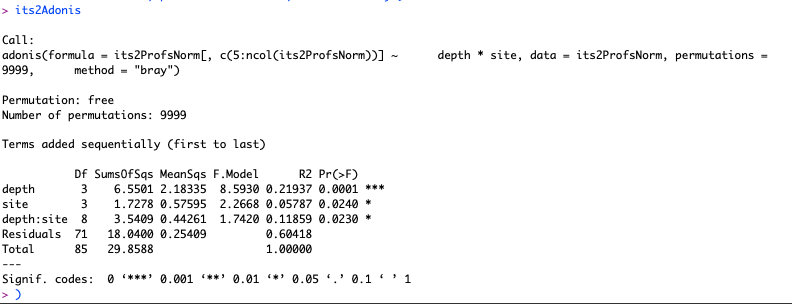 > its2Adonis
Call:
adonis(formula = its2ProfsNorm[, c(5:ncol(its2ProfsNorm))] ~ depth * site, data = its2ProfsNorm, permutations =
9999, method = "bray")
Permutation: free
Number of permutations: 9999
Terms added sequentially (first to last)
Df SumsOfSqs MeanSqs F.Model R2 Pr(>F)
depth 3 6.5501 2.18335 8.5930 0.21937 0.0001 ***
site 3 1.7278 0.57595 2.2668 0.05787 0.0240 *
depth:site 8 3.5409 0.44261 1.7420 0.11859 0.0230 *
Residuals 71 18.0400 0.25409 0.60418
Total 85 29.8588 1.00000
---
Signif. codes: 0 ‘***’ 0.001 ‘**’ 0.01 ‘*’ 0.05 ‘.’ 0.1 ‘ ’ 1
> )